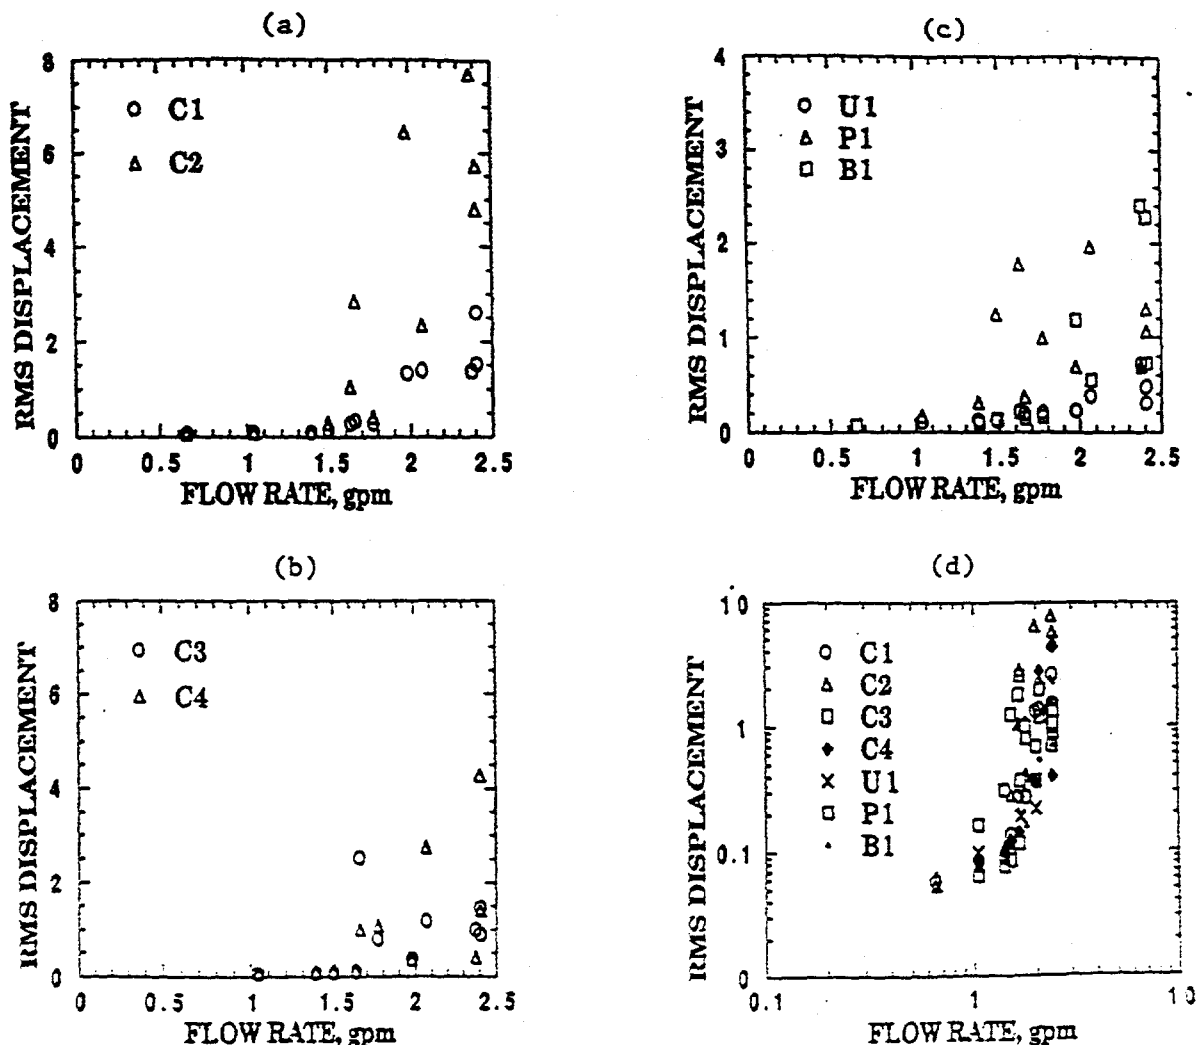 (a)
RMS DISPLACEMENT
8
6
4
2
0
C1
C2
0 0.5 1 1.5 2 2.5
FLOW RATE, gpm
(c)
RMS DISPLACEMENT
4
3
2
1
0
U1
P1
B1
0 0.5 1 1.5 2 2.5
FLOW RATE, gpm
(b)
RMS DISPLACEMENT
8
6
4
2
0
C3
C4
0 0.5 1 1.5 2 2.5
FLOW RATE, gpm
(d)
RMS DISPLACEMENT
10
1
0.1
0
C1
C2
C3
C4
U1
P1
B1
0.1 1 10
FLOW RATE, gpm